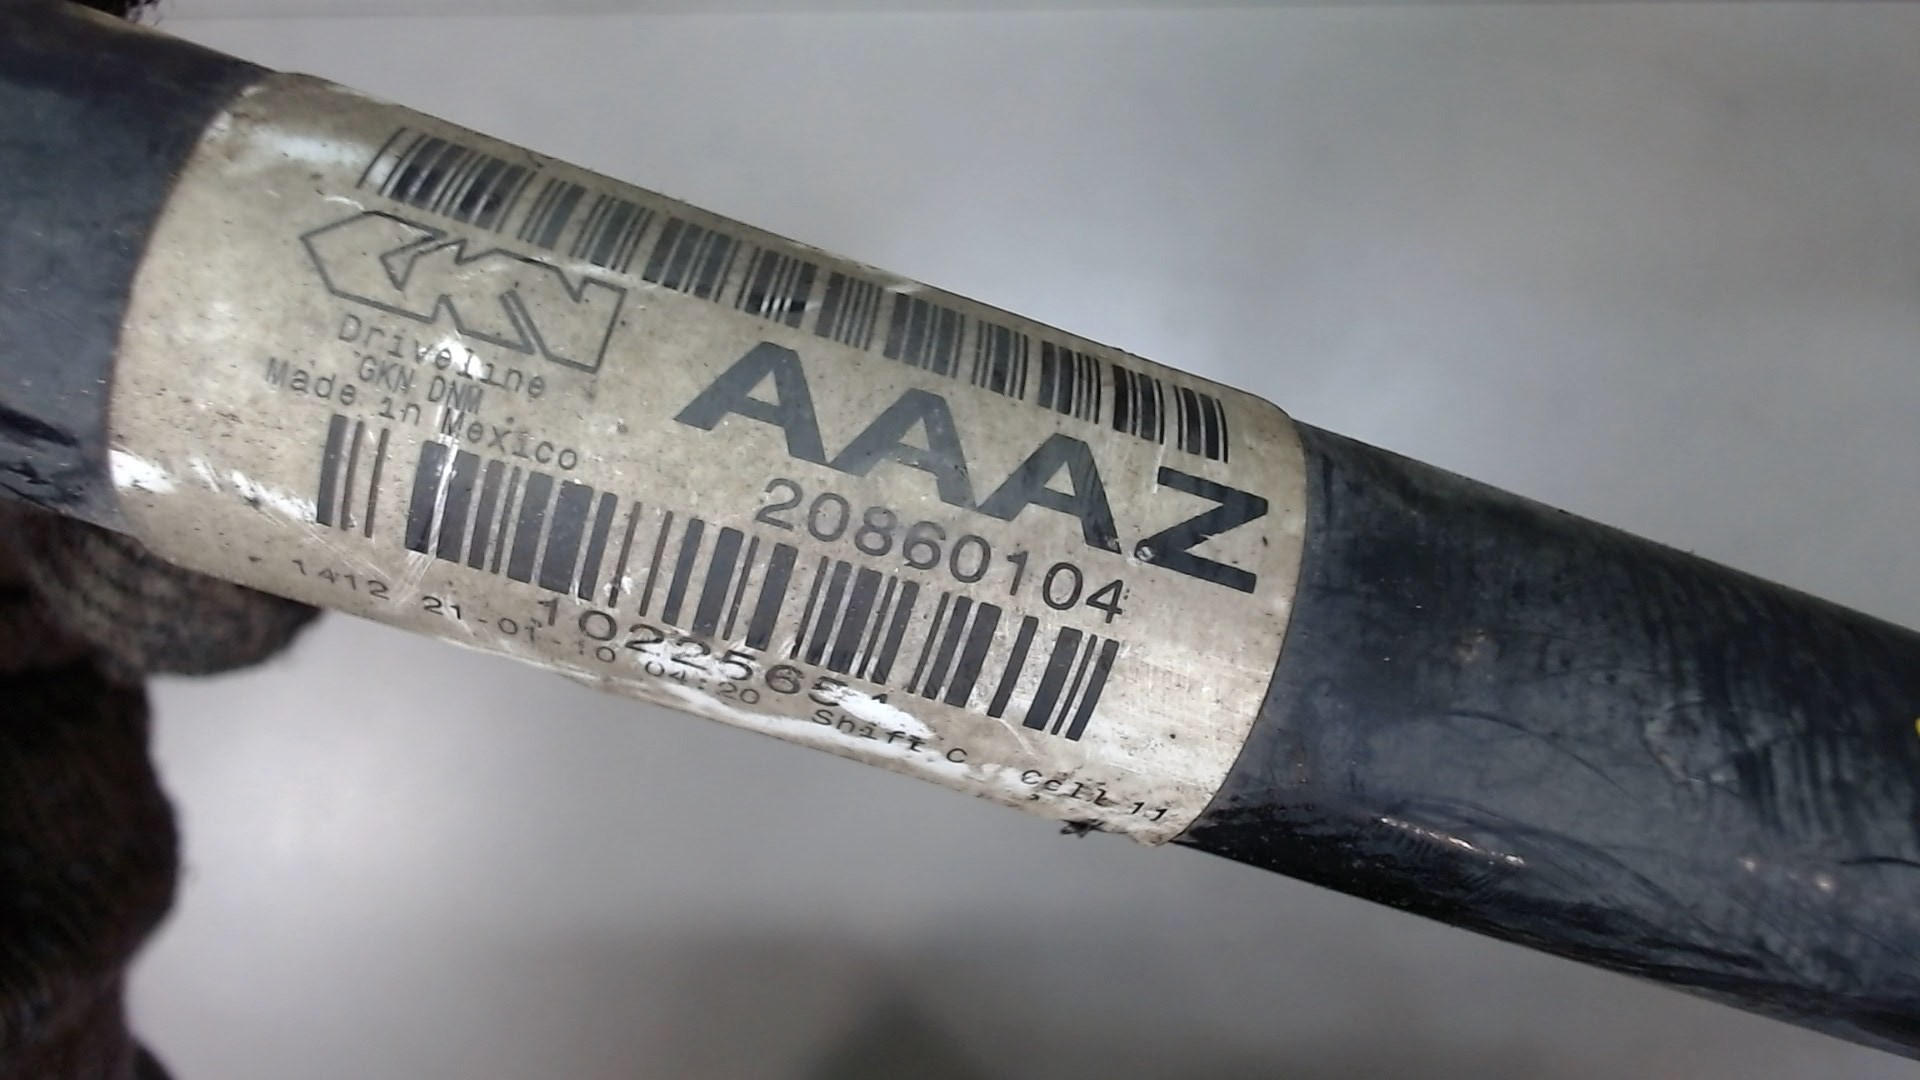 GKN
Driveline
GKN DNM
Made in Mexico
AAAZ
20860104
1412 21-01-10 04:20 Shift C Cell 11